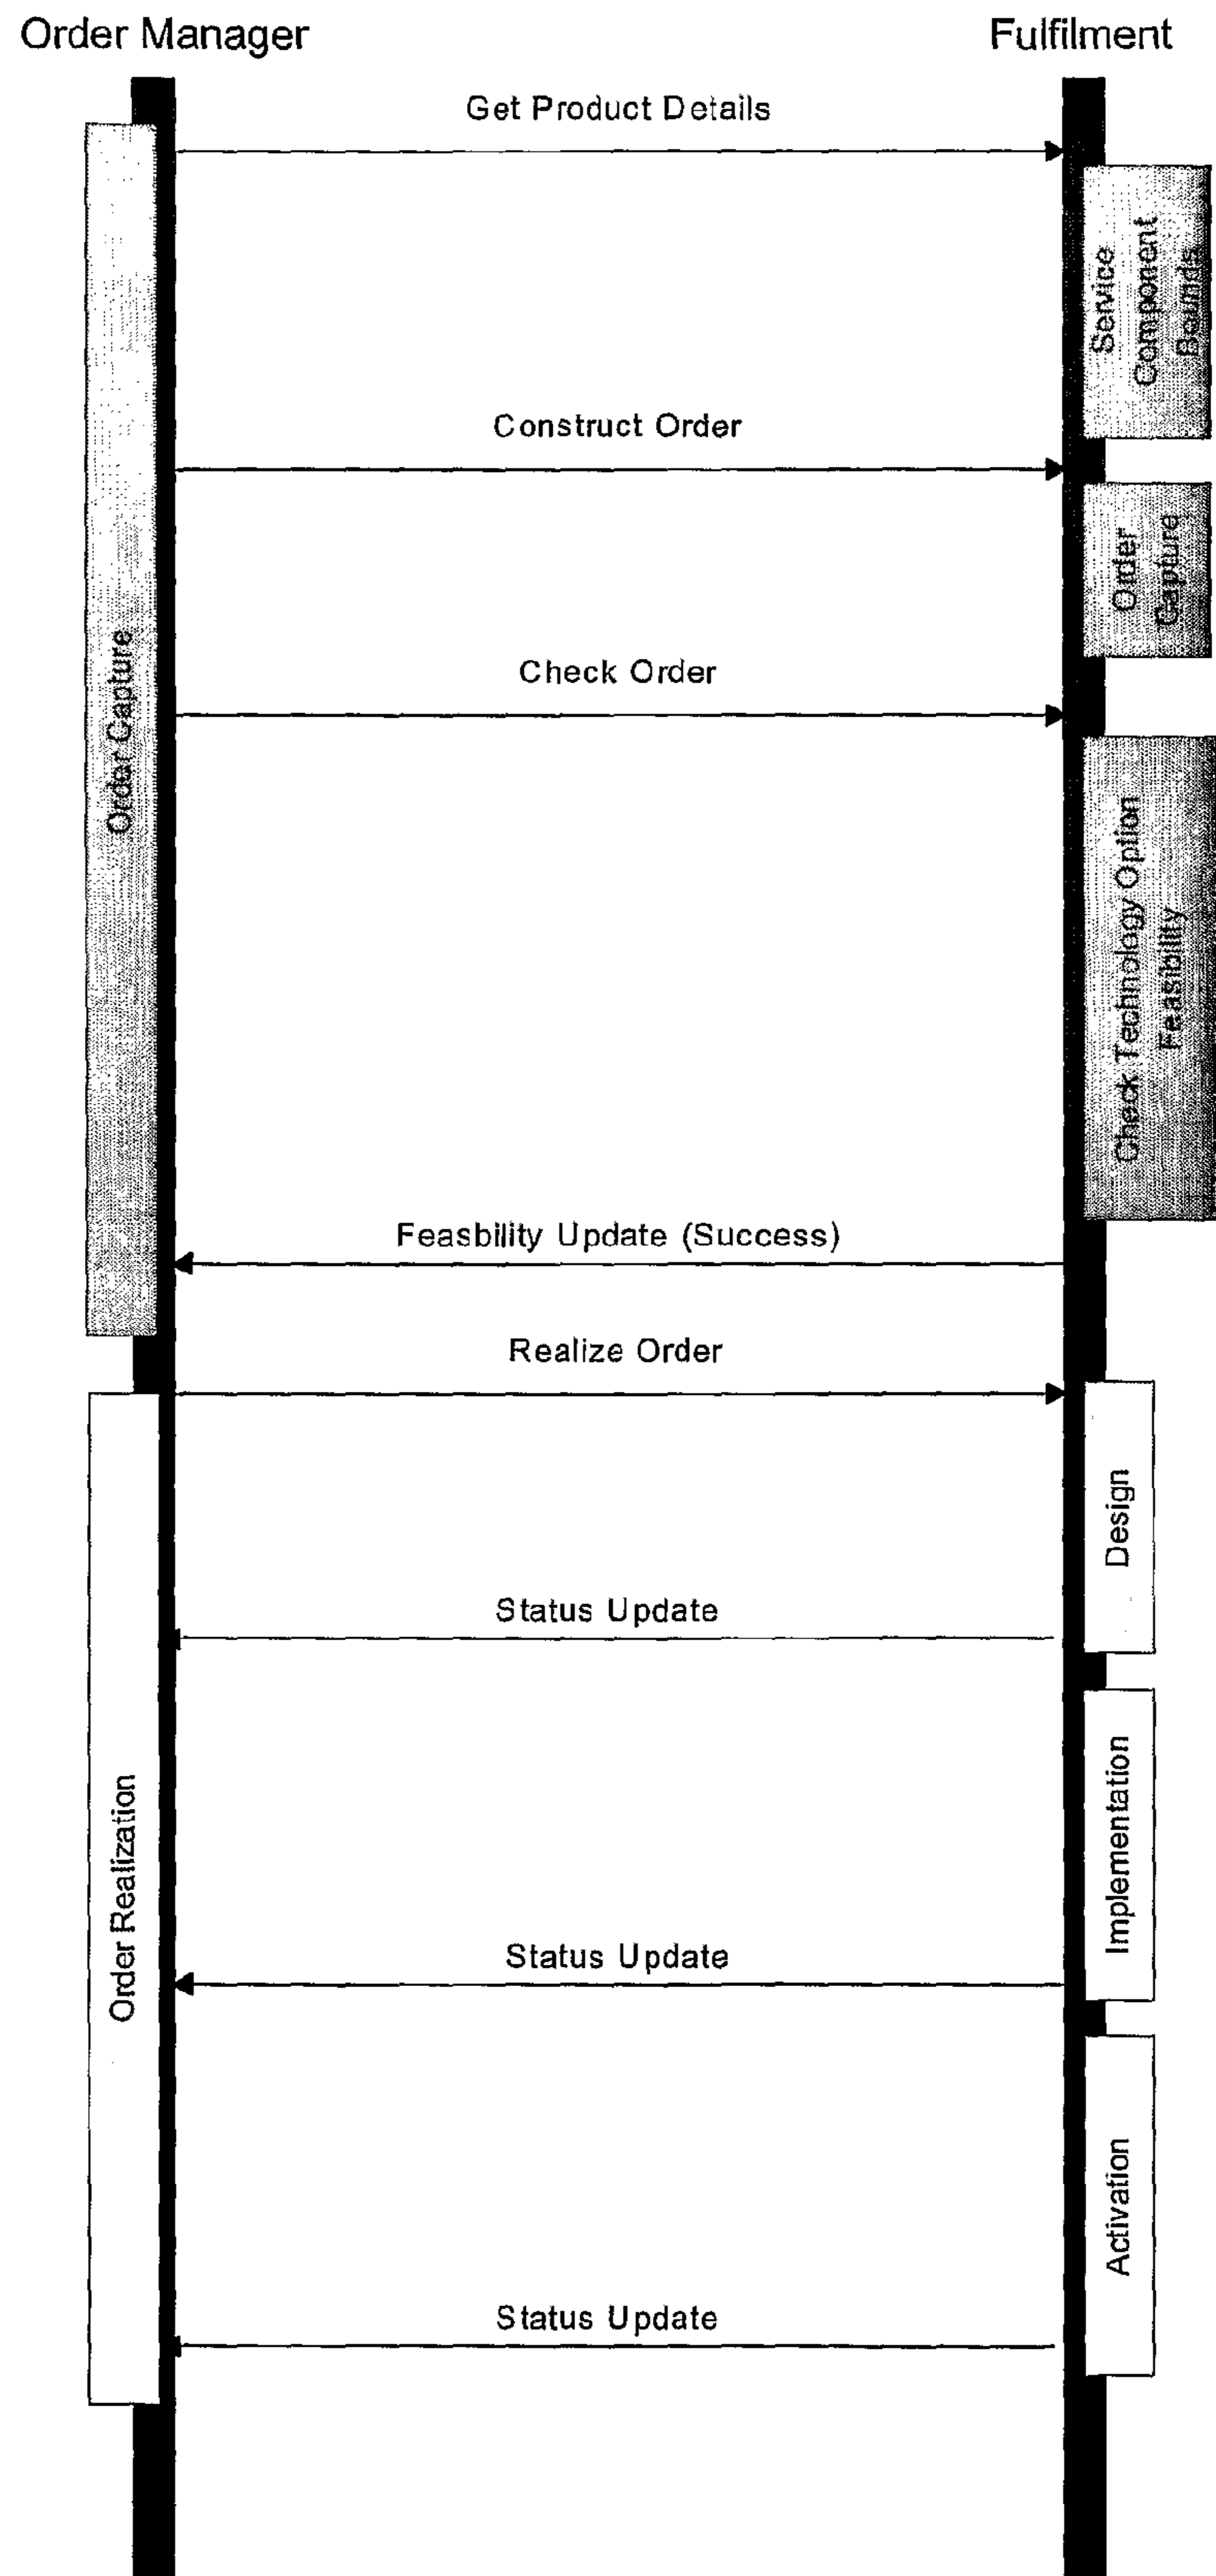 Order Manager
Fulfilment
Get Product Details
Service
Component
Bounds
Construct Order
Order
Capture
Check Order
Order Capture
Check Technology Option
Feasibility
Feasbility Update (Success)
Realize Order
Design
Status Update
Implementation
Order Realization
Status Update
Activation
Status Update